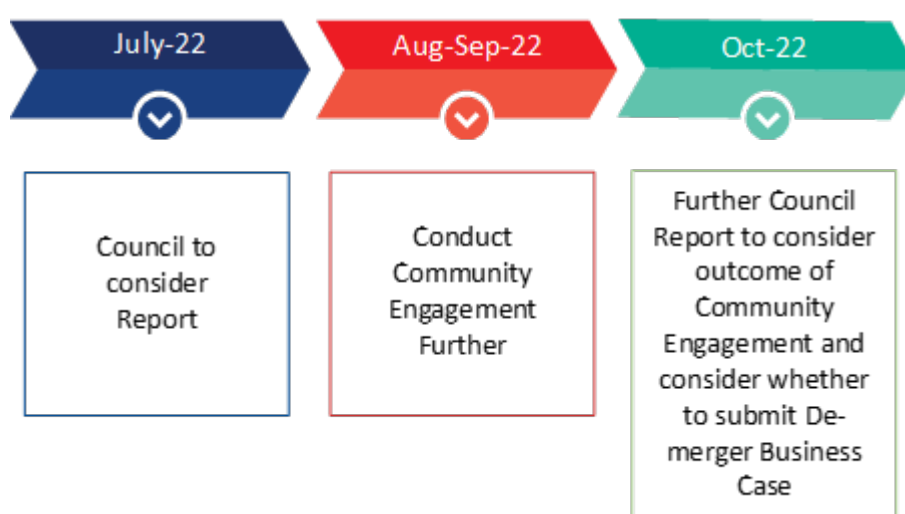 July-22
Aug-Sep-22
Oct-22
Council to
consider
Report
Conduct
Community
Engagement
Further
Further Council
Report to consider
outcome of
Community
Engagement and
consider whether
to submit De-
merger Business
Case